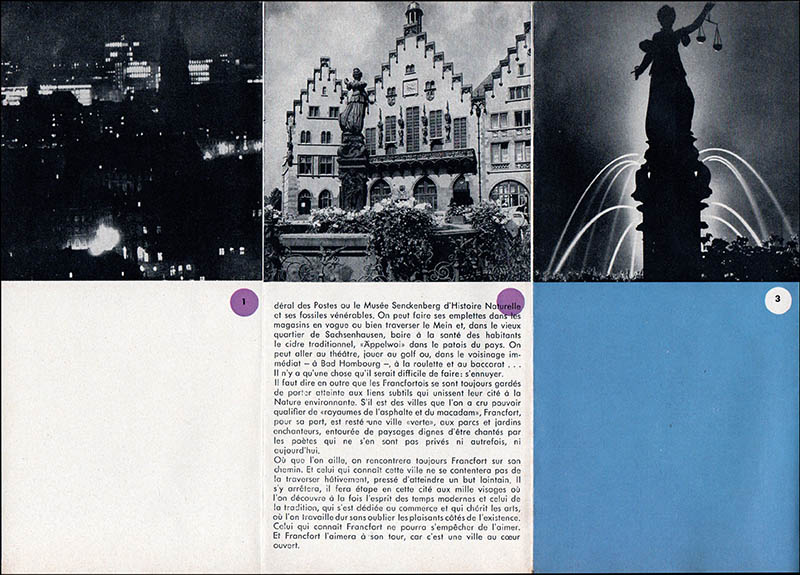 1
3
déral des Postes ou le Musée Senckenberg d'Histoire Naturelle
et ses fossiles vénérables. On peut faire ses emplettes dans les
magasins en vogue ou bien traverser le Mein et, dans le vieux
quartier de Sachsenhausen, boire à la santé des habitants
le cidre traditionnel, «Äppelwoi» dans le patois du pays. On
peut aller au théâtre, jouer au golf ou, dans le voisinage im-
médiat – à Bad Hombourg –, à la roulette et au baccarat . . .
Il n'y a qu'une chose qu'il serait difficile de faire: s'ennuyer.
Il faut dire en outre que les Francfortois se sont toujours gardés
de porter atteinte aux liens subtils qui unissent leur cité à la
Nature environnante. S'il est des villes que l'on a cru pouvoir
qualifier de «royaumes de l'asphalte et du macadam», Francfort,
pour sa part, est resté une ville «verte», aux parcs et jardins
enchanteurs, entourée de paysages dignes d'être chantés par
les poètes qui ne s'en sont pas privés ni autrefois, ni
aujourd'hui.
Où que l'on aille, on rencontrera toujours Francfort sur son
chemin. Et celui qui connaît cette ville ne se contentera pas de
la traverser hâtivement, pressé d'atteindre un but lointain. Il
s'y arrêtera, il fera étape en cette cité aux mille visages où
l'on découvre à la fois l'esprit des temps modernes et celui de
la tradition, qui s'est dédiée au commerce et qui chérit les arts,
où l'on travaille dur sans oublier les plaisants côtés de l'existence.
Celui qui connaît Francfort ne pourra s'empêcher de l'aimer.
Et Francfort l'aimera à son tour, car c'est une ville au cœur
ouvert.